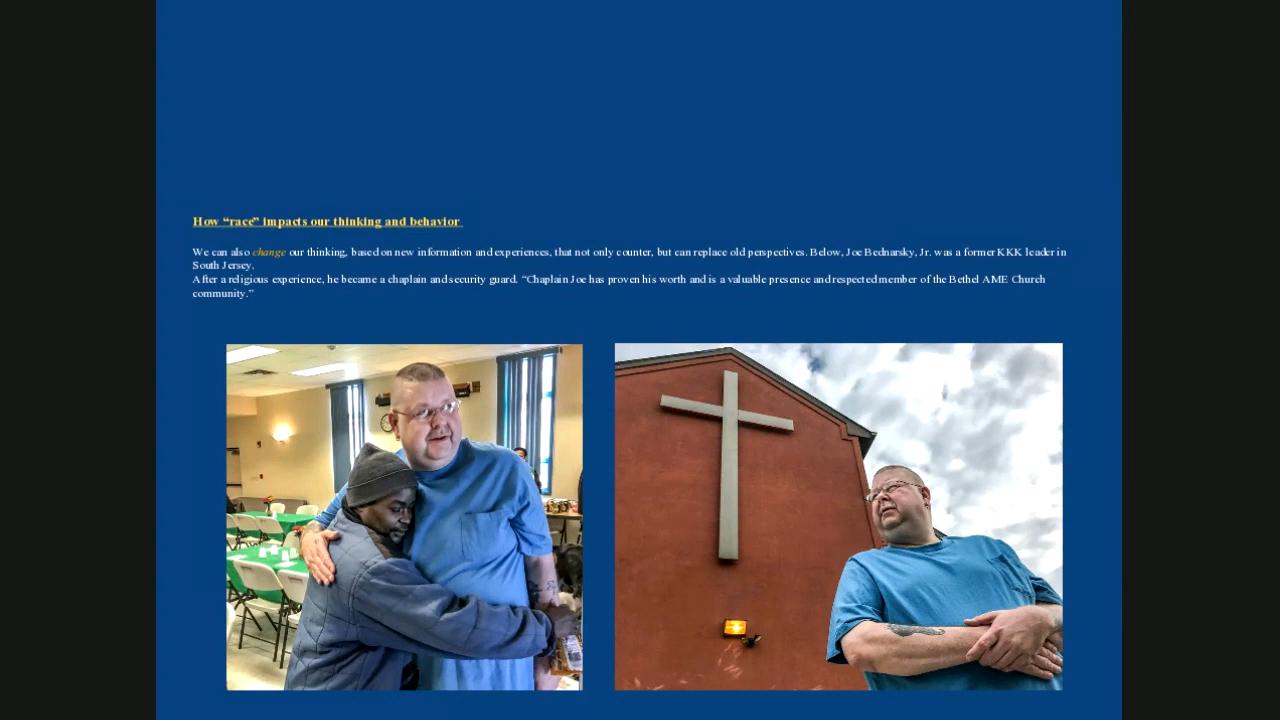 How “race” impacts our thinking and behavior
We can also change our thinking, based on new information and experiences, that not only counter, but can replace old perspectives. Below, Joe Bednarsky, Jr. was a former KKK leader in
South Jersey.
After a religious experience, he became a chaplain and security guard. “Chaplain Joe has proven his worth and is a valuable presence and respected member of the Bethel AME Church
community.”